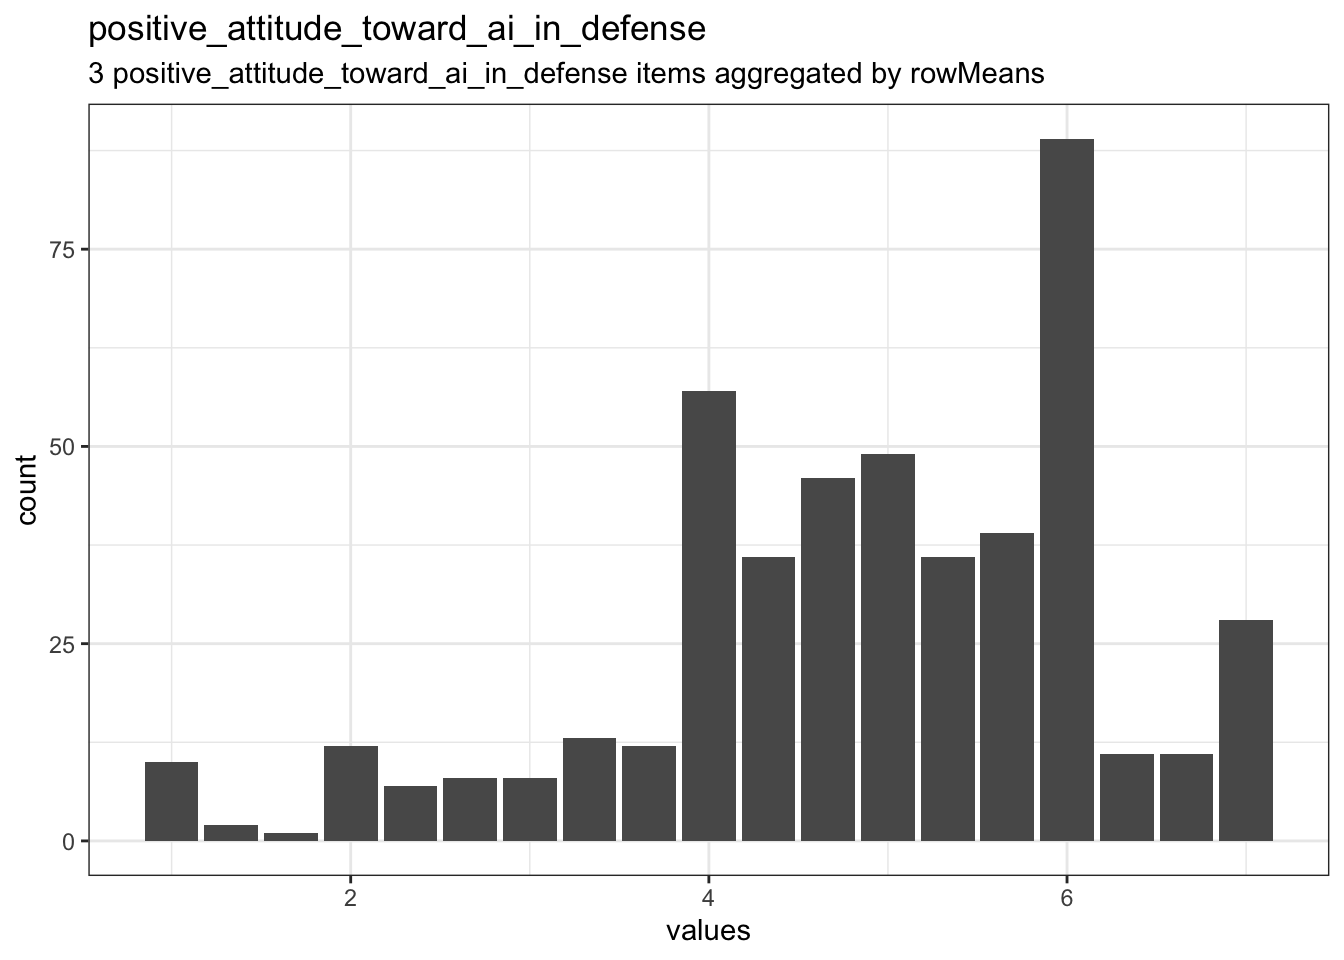 positive_attitude_toward_ai_in_defense
3 positive_attitude_toward_ai_in_defense items aggregated by rowMeans
75
50
25
0
count
2
4
6
values